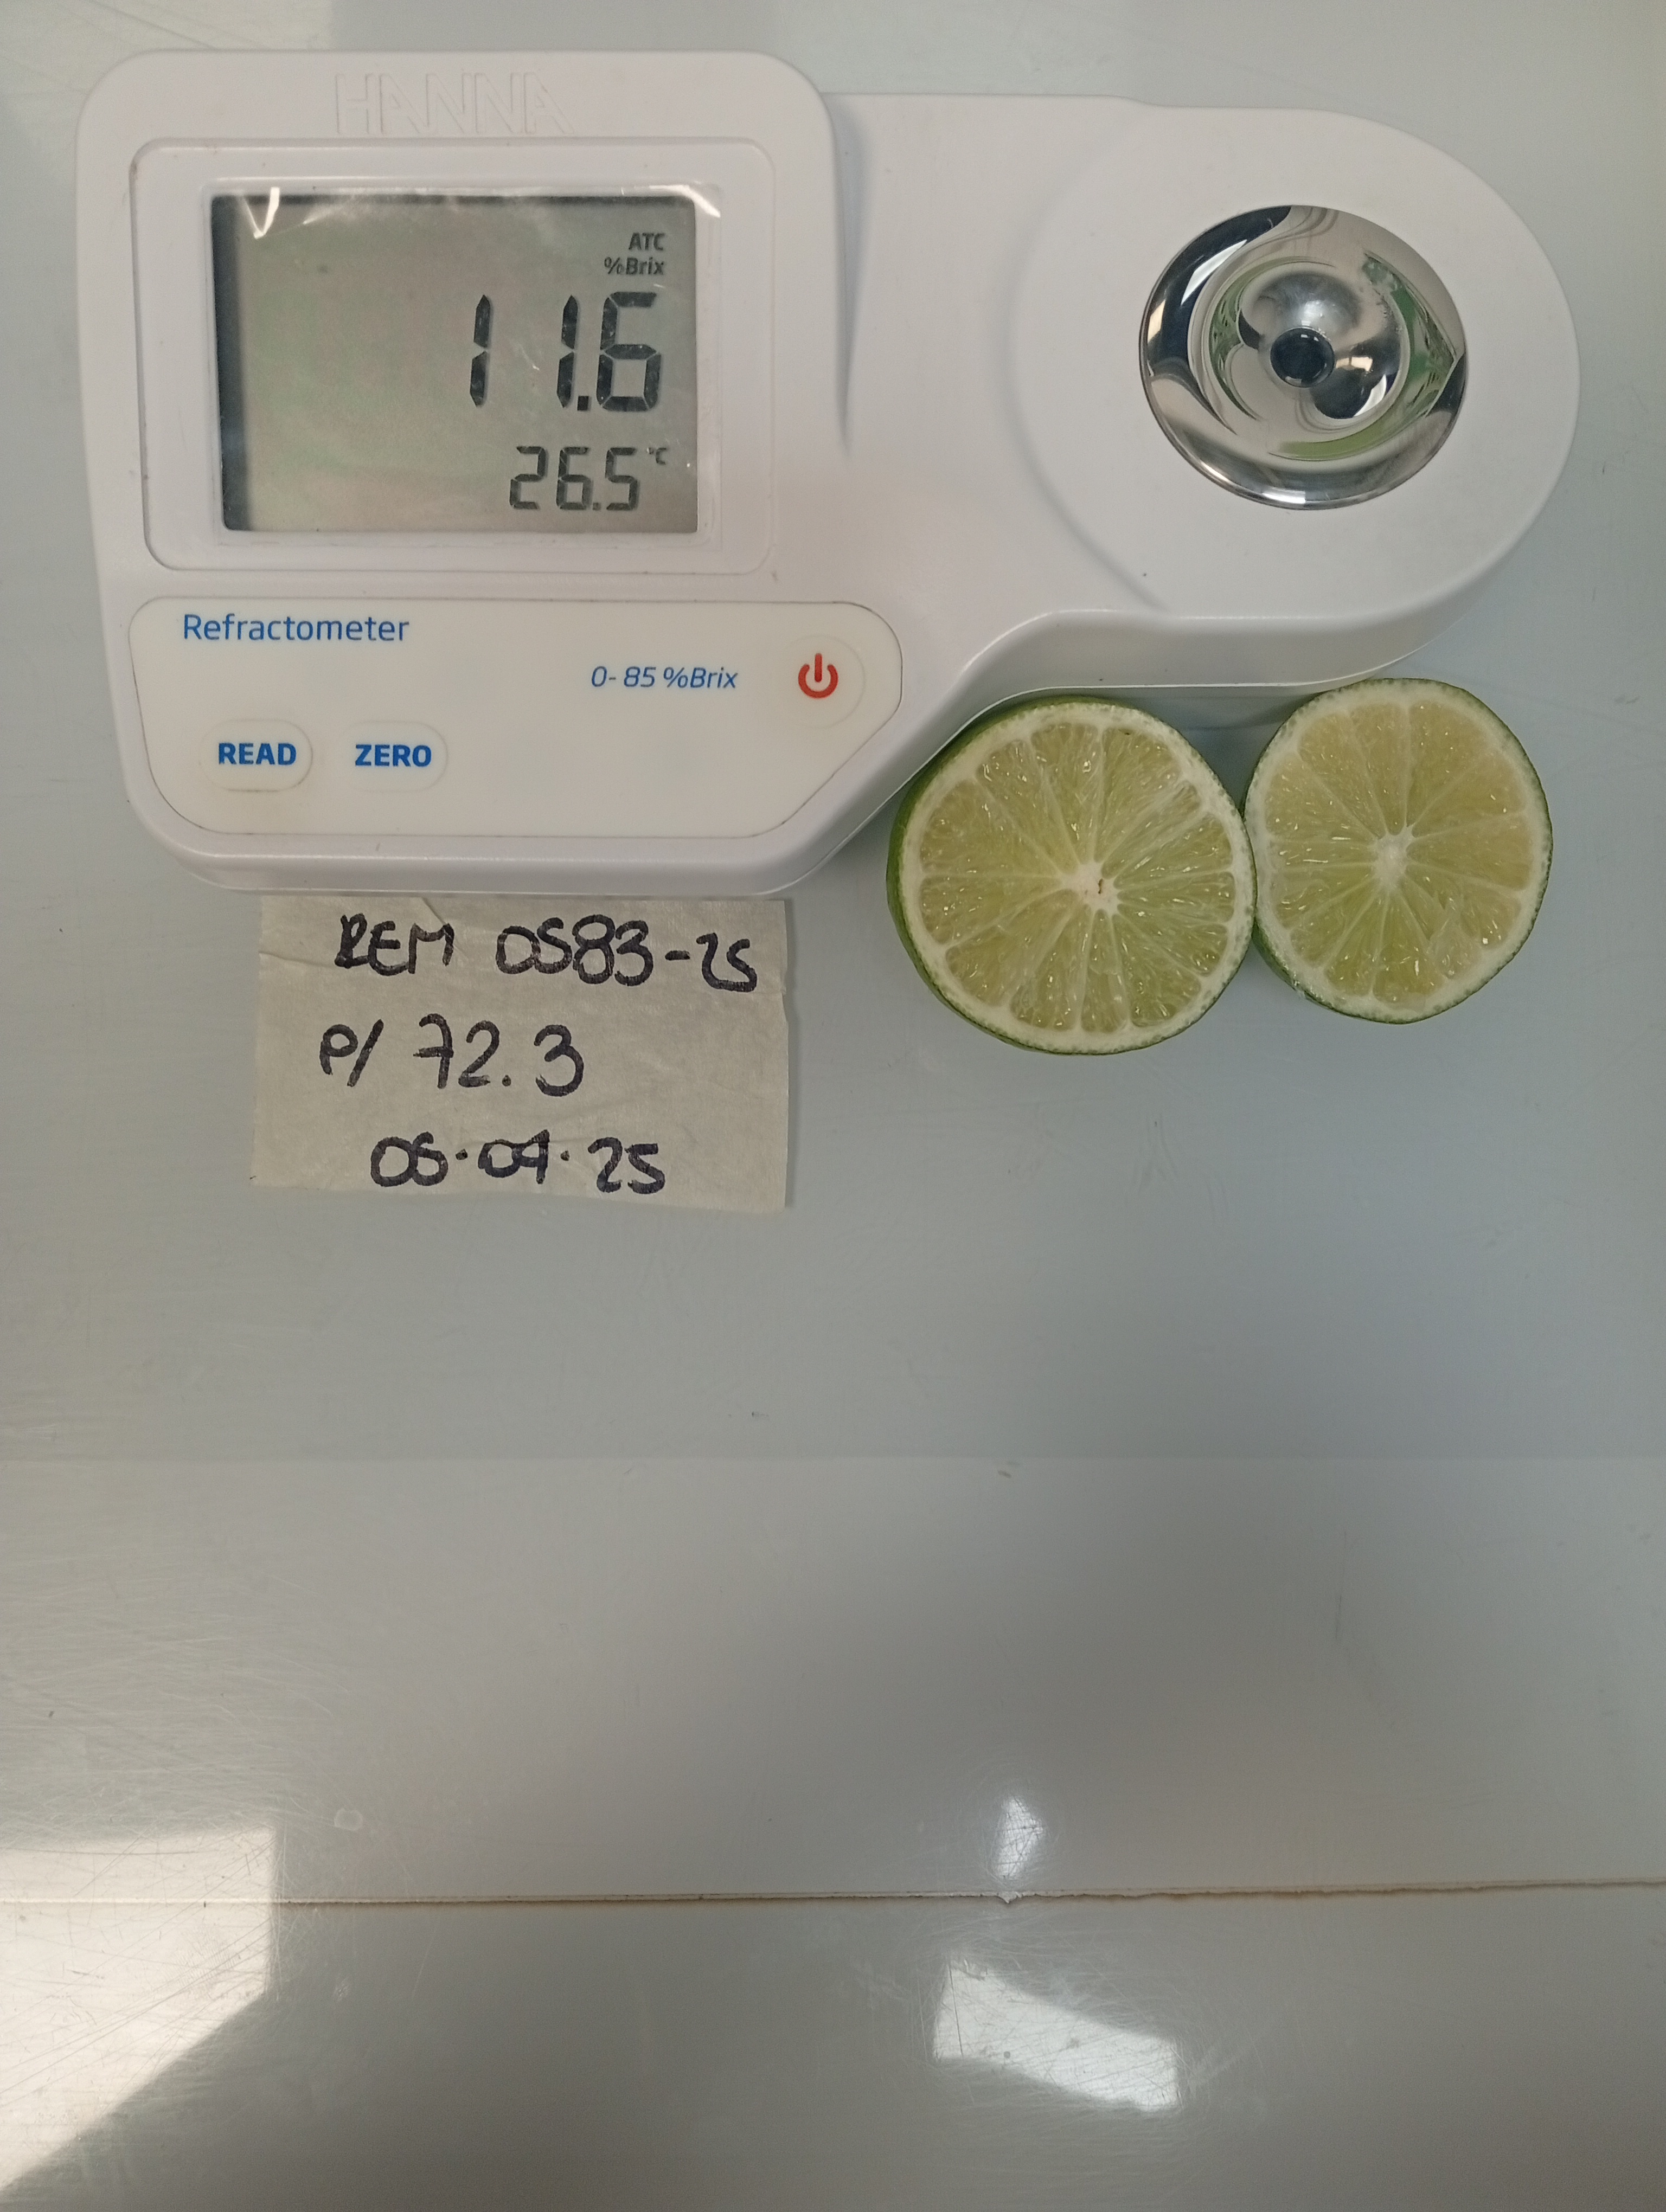 HANNA
ATC
%Brix
11.6
26.5 °C
Refractometer
0-85 %Brix
READ
ZERO
REM 0583-25
P/ 72.3
05.09.25